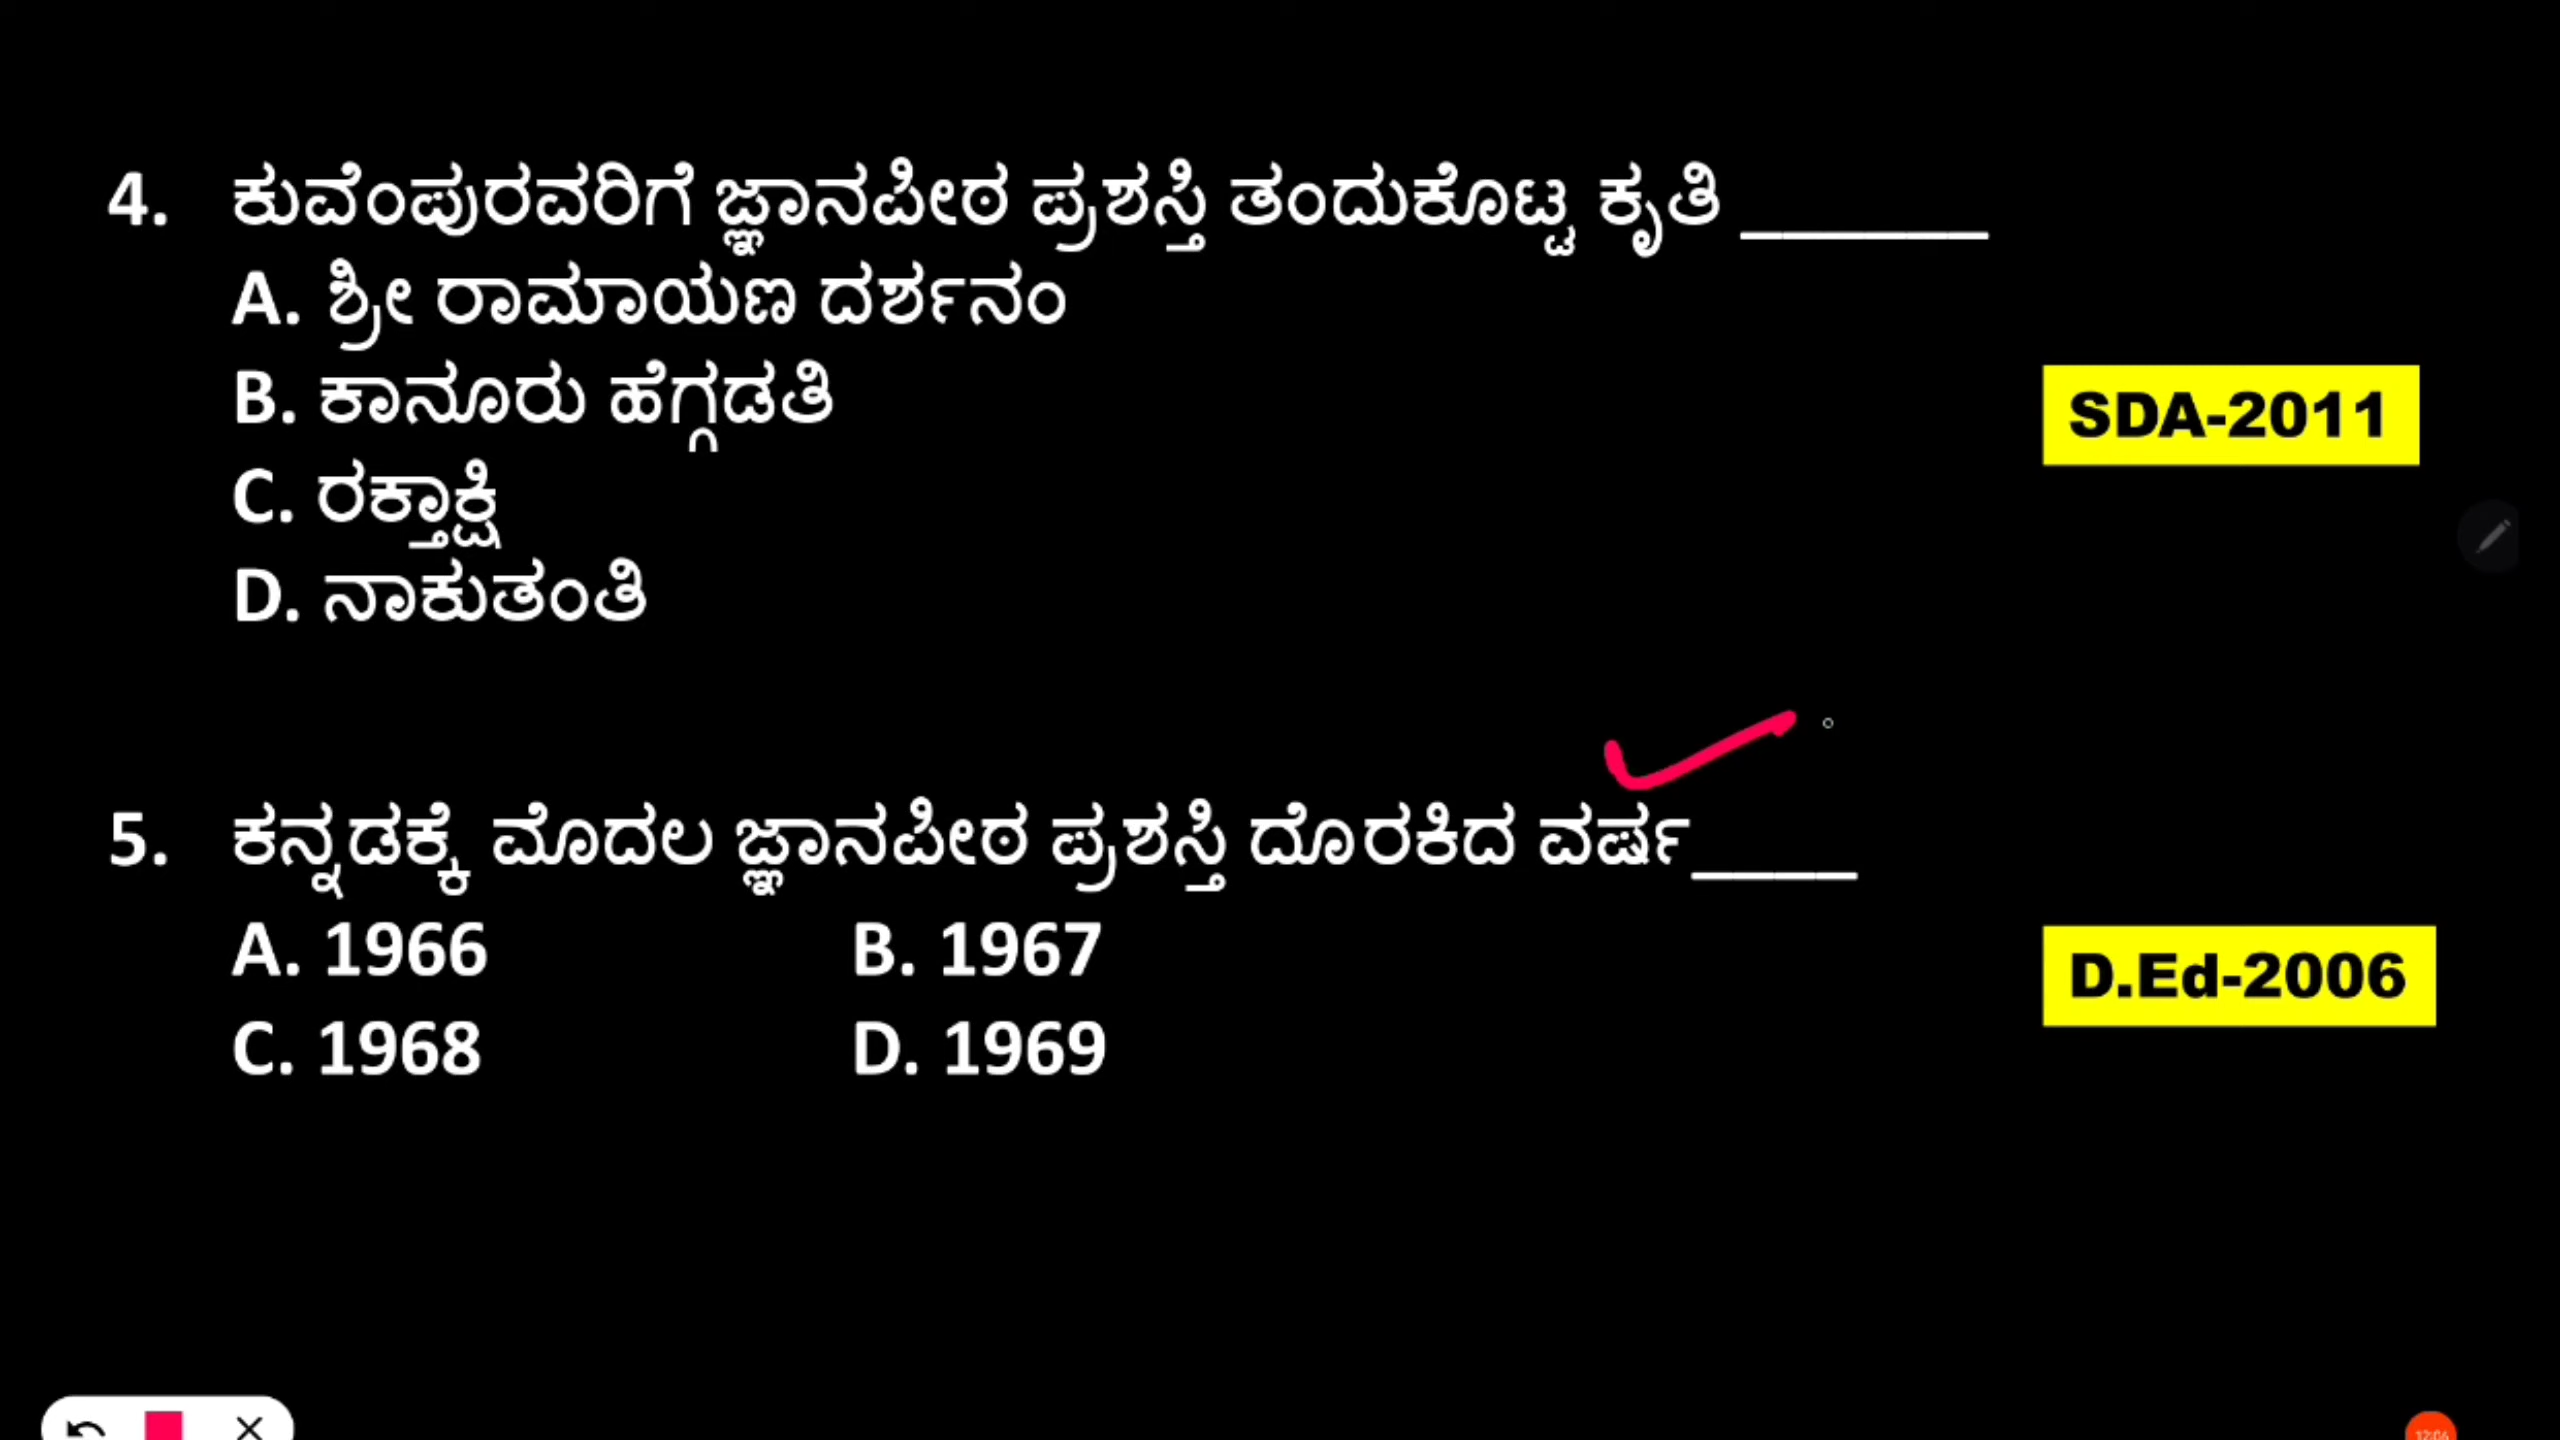 4. ಕುವೆಂಪುರವರಿಗೆ ಜ್ಞಾನಪೀಠ ಪ್ರಶಸ್ತಿ ತಂದುಕೊಟ್ಟ ಕೃತಿ ______
A. ಶ್ರೀ ರಾಮಾಯಣ ದರ್ಶನಂ
B. ಕಾನೂರು ಹೆಗ್ಗಡತಿ
SDA-2011
C. ರಕ್ತಾಕ್ಷಿ
D. ನಾಕುತಂತಿ
5. ಕನ್ನಡಕ್ಕೆ ಮೊದಲ ಜ್ಞಾನಪೀಠ ಪ್ರಶಸ್ತಿ ದೊರಕಿದ ವರ್ಷ____
A. 1966 B. 1967
D.Ed-2006
C. 1968 D. 1969